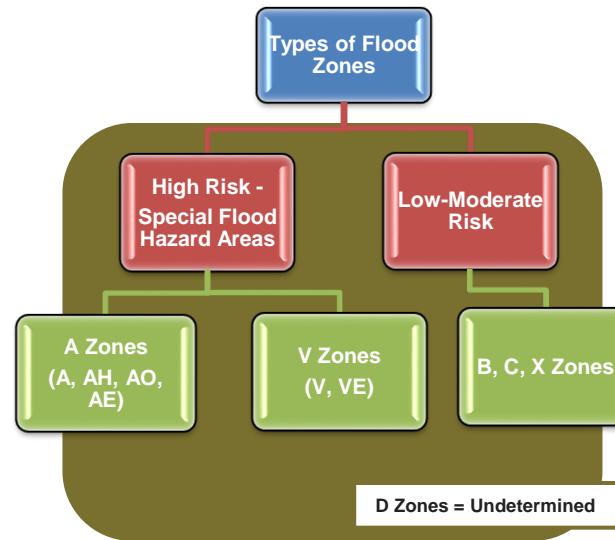 Types of Flood
Zones
High Risk -
Special Flood
Hazard Areas
Low-Moderate
Risk
A Zones
(A, AH, AO,
AE)
V Zones
(V, VE)
B, C, X Zones
D Zones = Undetermined